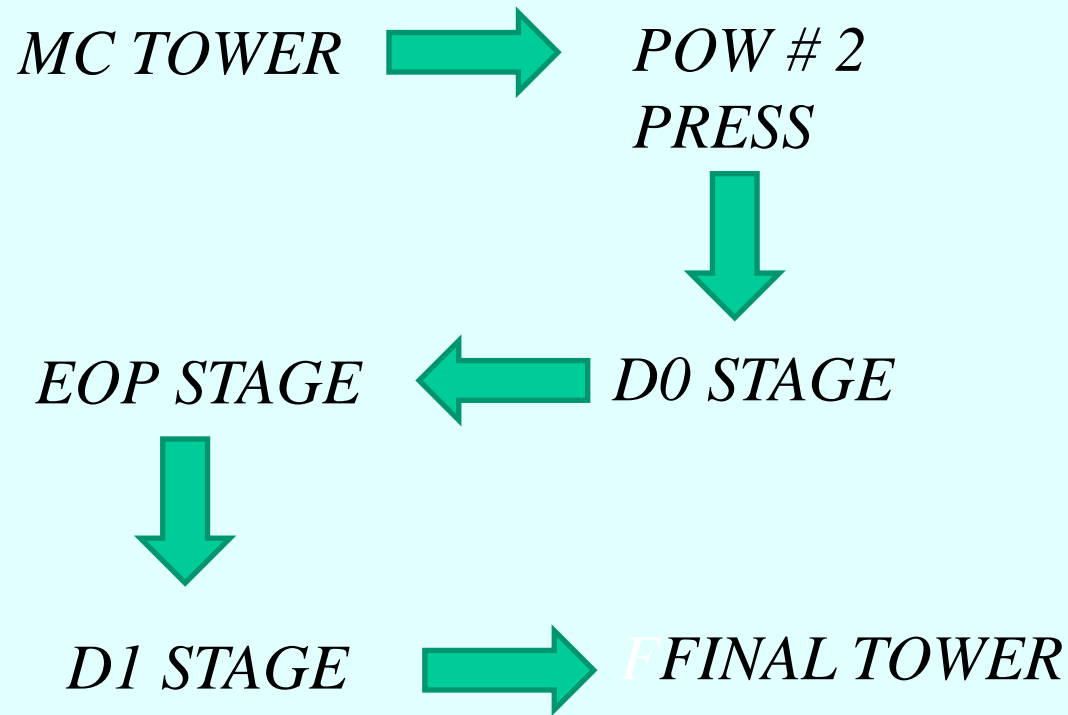 MC TOWER
POW # 2
PRESS
D0 STAGE
EOP STAGE
D1 STAGE
FFINAL TOWER